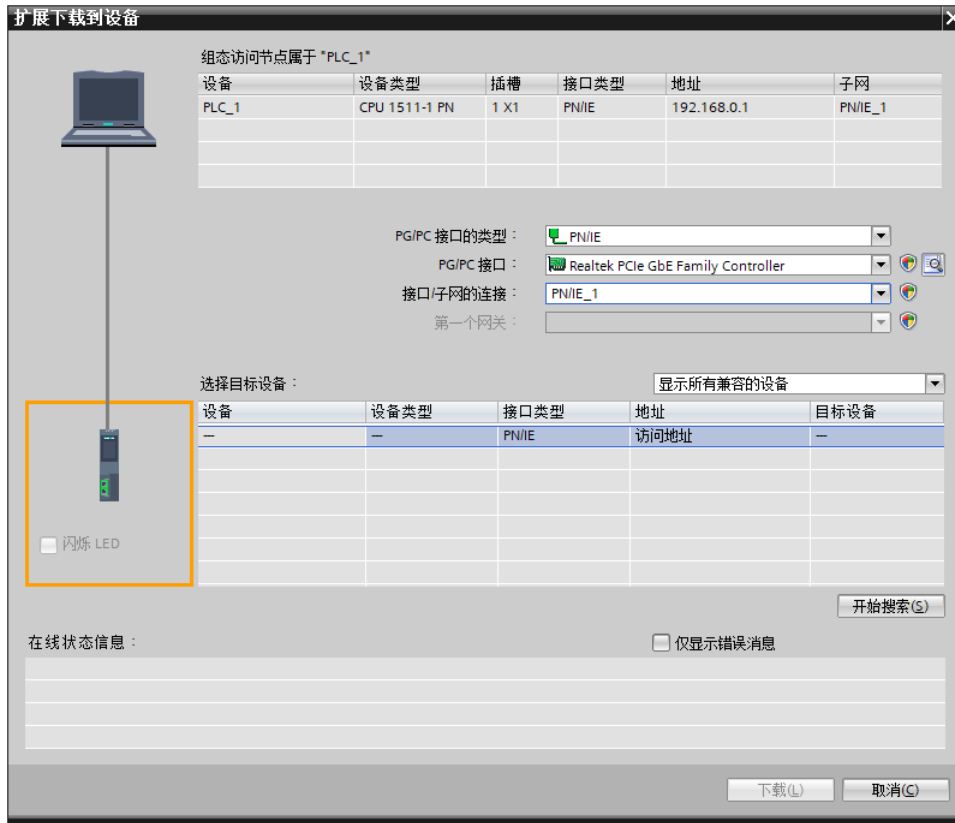 扩展下载到设备
组态访问节点属于 "PLC_1"
设备 设备类型 插槽 接口类型 地址 子网
PLC_1 CPU 1511-1 PN 1 X1 PN/IE 192.168.0.1 PN/IE_1
PG/PC 接口的类型： PN/IE
PG/PC 接口： Realtek PCIe GbE Family Controller
接口/子网的连接： PN/IE_1
第一个网关：
选择目标设备： 显示所有兼容的设备
设备 设备类型 接口类型 地址 目标设备
— — PN/IE 访问地址 —
闪烁 LED
开始搜索(S)
在线状态信息： 仅显示错误消息
下载(L) 取消(C)